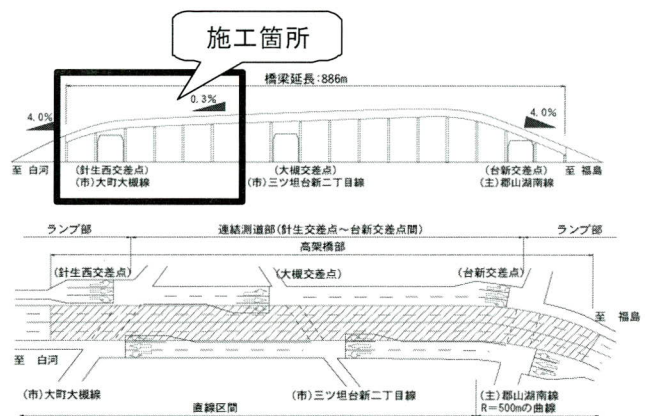 施工箇所
橋梁延長:886m
4.0%
0.3%
4.0%
至 白河
(針生西交差点)
(市)大町大槻線
(大槻交差点)
(市)三ツ坦台新二丁目線
(台新交差点)
(主)郡山湖南線
至 福島
ランプ部
連結測道部(針生交差点~台新交差点間)
ランプ部
高架橋部
(針生西交差点)
(大槻交差点)
(台新交差点)
至 福島
至 白河
(市)大町大槻線
(市)三ツ坦台新二丁目線
(主)郡山湖南線
直線区間
R=500mの曲線